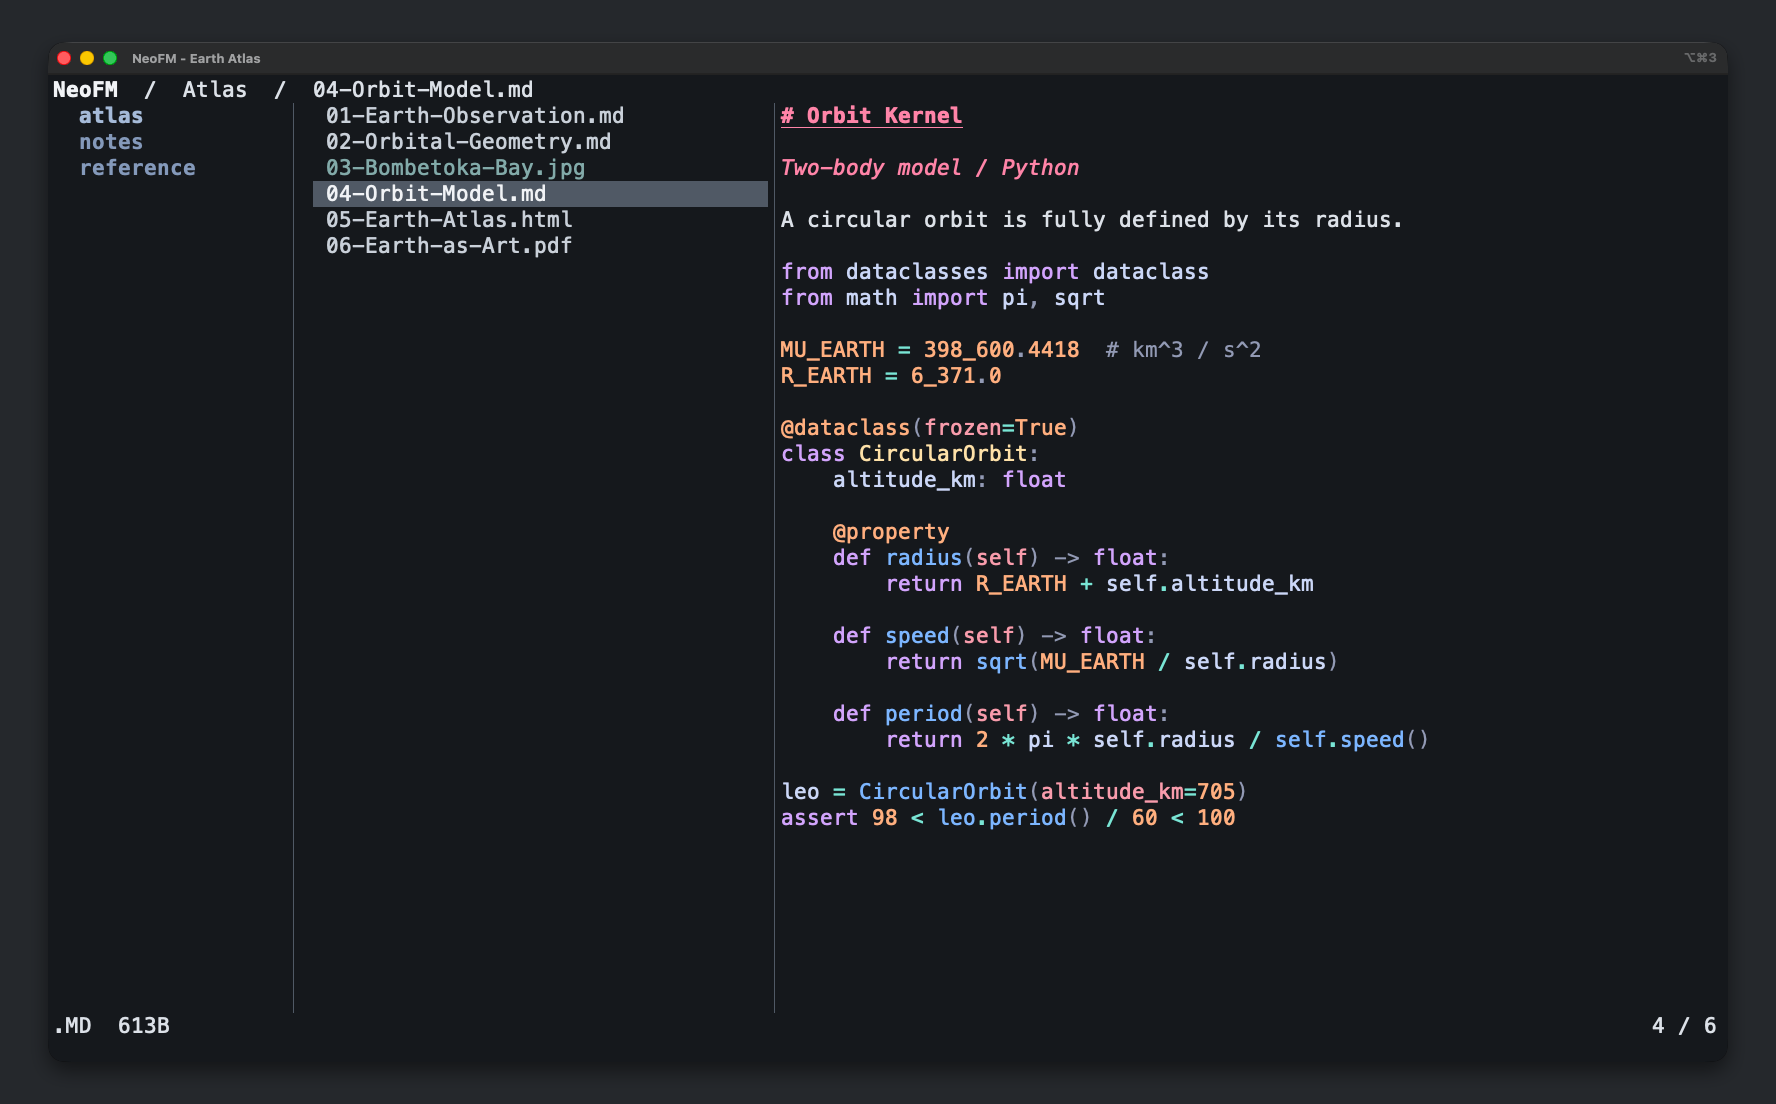 NeoFM - Earth Atlas
⌥⌘3
NeoFM / Atlas / 04-Orbit-Model.md
atlas
notes
reference
01-Earth-Observation.md
02-Orbital-Geometry.md
03-Bombetoka-Bay.jpg
04-Orbit-Model.md
05-Earth-Atlas.html
06-Earth-as-Art.pdf
# Orbit Kernel
Two-body model / Python
A circular orbit is fully defined by its radius.
from dataclasses import dataclass
from math import pi, sqrt
MU_EARTH = 398_600.4418  # km^3 / s^2
R_EARTH = 6_371.0
@dataclass(frozen=True)
class CircularOrbit:
    altitude_km: float
    @property
    def radius(self) -> float:
        return R_EARTH + self.altitude_km
    def speed(self) -> float:
        return sqrt(MU_EARTH / self.radius)
    def period(self) -> float:
        return 2 * pi * self.radius / self.speed()
leo = CircularOrbit(altitude_km=705)
assert 98 < leo.period() / 60 < 100
.MD  613B
4 / 6